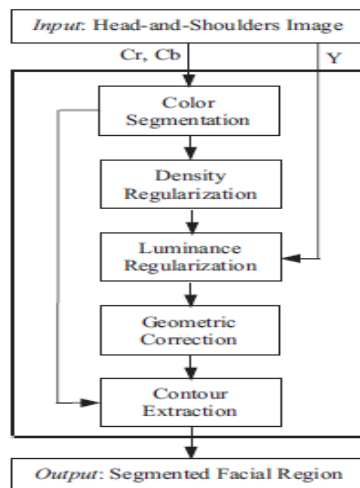 Input: Head-and-Shoulders Image
Cr, Cb
Y
Color
Segmentation
Density
Regularization
Luminance
Regularization
Geometric
Correction
Contour
Extraction
Output: Segmented Facial Region